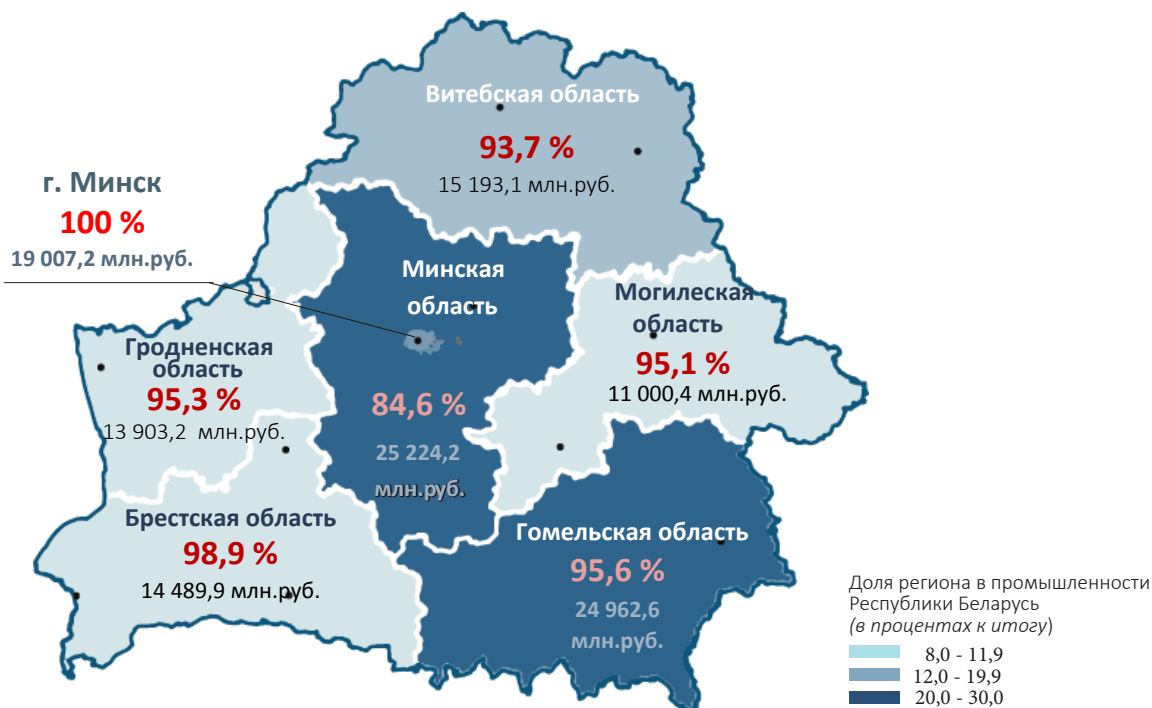 Витебская область
93,7 %
15 193,1 млн.руб.
г. Минск
100 %
19 007,2 млн.руб.
Минская
область
84,6 %
25 224,2
млн.руб.
Могилеская
область
95,1 %
11 000,4 млн.руб.
Гродненская
область
95,3 %
13 903,2 млн.руб.
Брестская область
98,9 %
14 489,9 млн.руб.
Гомельская область
95,6 %
24 962,6
млн.руб.
Доля региона в промышленности
Республики Беларусь
(в процентах к итогу)
8,0 - 11,9
12,0 - 19,9
20,0 - 30,0